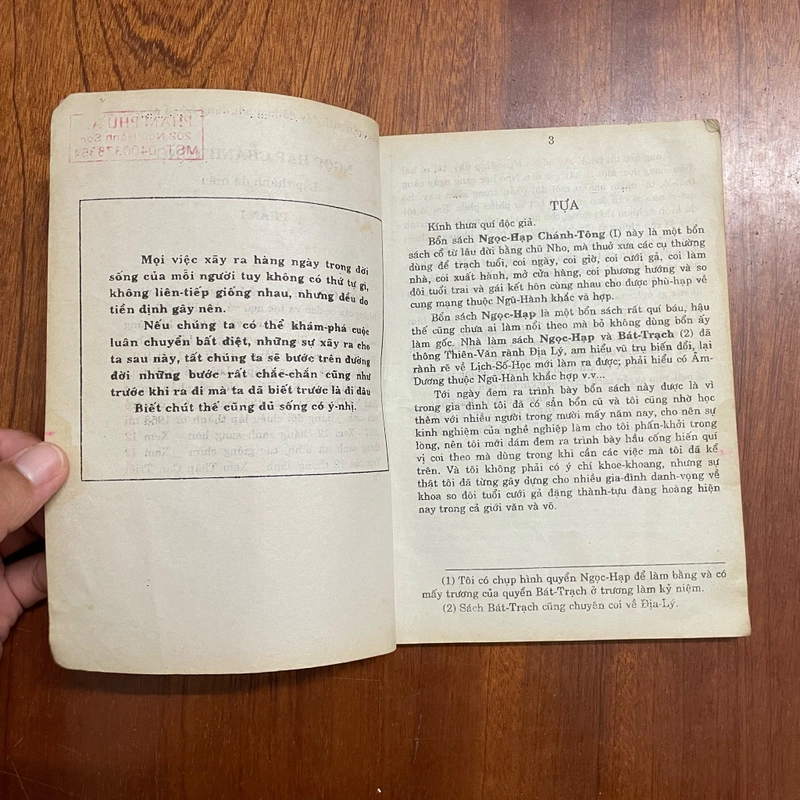 Mọi việc xãy ra hàng ngày trong đời
sống của mỗi người tuy không có thứ tự gì,
không liên-tiếp giống nhau, nhưng đều do
tiền định gây nên.
Nếu chúng ta có thể khám-phá cuộc
luân chuyển bất diệt, những sự xãy ra cho
ta sau này, tất chúng ta sẽ bước trên đường
đời những bước rất chắc-chắn cũng như
trước khi ra đi mà ta đã biết trước là đi đâu
Biết chút thế cũng đủ sống có ý-nhị.
3
TỰA
Kính thưa quí độc giả.
Bổn sách Ngọc-Hạp Chánh-Tông (I) này là một bổn
sách cổ từ lâu đời bằng chữ Nho, mà thuở xưa các cụ thường
dùng để trạch tuổi, coi ngày, coi giờ, coi cưới gả, coi làm
nhà, coi xuất hành, mở cửa hàng, coi phương hướng và so
đôi tuổi trai và gái kết hôn cùng nhau cho được phù-hạp về
cung mạng thuộc Ngũ-Hành khắc và hợp.
Bổn sách Ngọc-Hạp là một bổn sách rất quí báu, hậu
thế cũng chưa ai làm nổi theo mà bỏ không dùng bổn ấy
làm gốc. Nhà làm sách Ngọc-Hạp và Bát-Trạch (2) đã
thông Thiên-Văn rành Địa Lý, am hiểu vũ trụ biến đổi, lại
rành rẽ về Lịch-Số-Học mới làm ra được; phải hiểu có Âm-
Dương thuộc Ngũ-Hành khắc hợp v.v...
Tới ngày đem ra trình bày bổn sách này được là vì
trong gia đình tôi đã có sẳn bổn cũ và tôi cũng nhờ học
thêm với nhiều người trong mười mấy năm nay, cho nên sự
kinh nghiệm của nghề nghiệp làm cho tôi phấn-khởi trong
lòng, nên tôi mới dám đem ra trình bày hầu cống hiến quí
vị coi theo mà dùng trong khi cần các việc mà tôi đã kể
trên. Và tôi không phải có ý chí khoe-khoang, nhưng sự
thật tôi đã từng gây dựng cho nhiều gia-đình danh-vọng về
khoa so đôi tuổi cưới gả đặng thành-tựu đàng hoàng hiện
nay trong cả giới văn và võ.
(1) Tôi có chụp hình quyển Ngọc-Hạp để làm bằng và có
mấy trương của quyển Bát-Trạch ở trương làm kỷ niệm.
(2) Sách Bát-Trạch cũng chuyên coi về Địa-Lý.